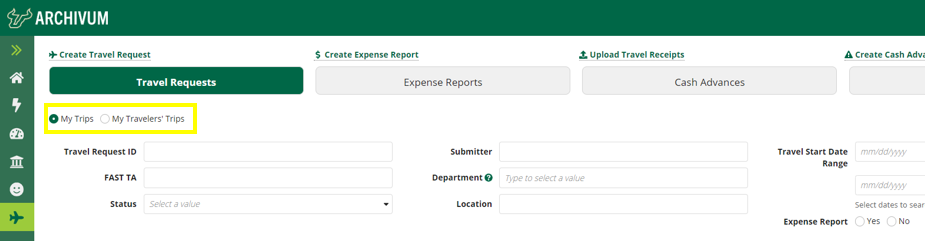 ARCHIVUM
Create Travel Request
$ Create Expense Report
Upload Travel Receipts
Create Cash Adva
Travel Requests
Expense Reports
Cash Advances
My Trips My Travelers' Trips
Travel Request ID
Submitter
Travel Start Date Range
mm/dd/yyyy
FAST TA
Department ?
Type to select a value
mm/dd/yyyy
Status
Select a value
Location
Select dates to sear
Expense Report Yes No